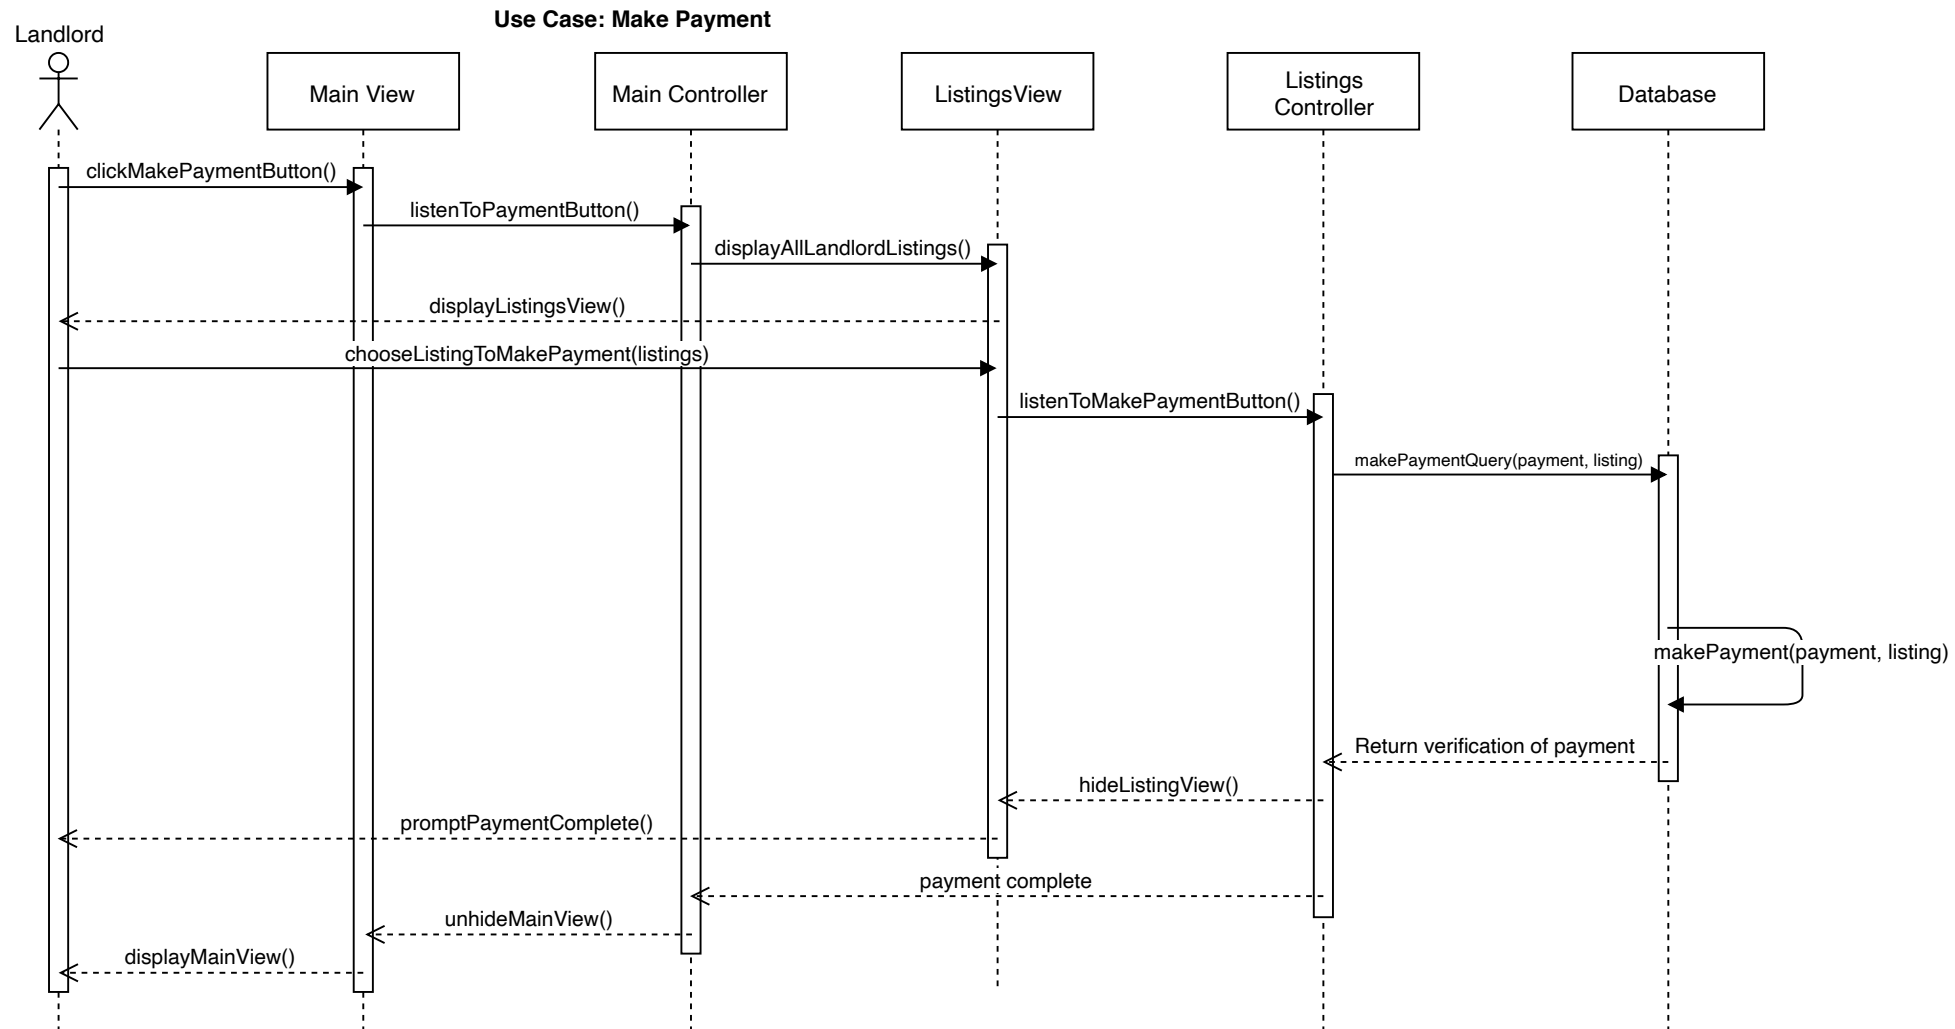 Use Case: Make Payment
Landlord
Main View
Main Controller
ListingsView
Listings
Controller
Database
clickMakePaymentButton()
listenToPaymentButton()
displayAllLandlordListings()
displayListingsView()
chooseListingToMakePayment(listings)
listenToMakePaymentButton()
makePaymentQuery(payment, listing)
makePayment(payment, listing)
Return verification of payment
hideListingView()
promptPaymentComplete()
payment complete
unhideMainView()
displayMainView()